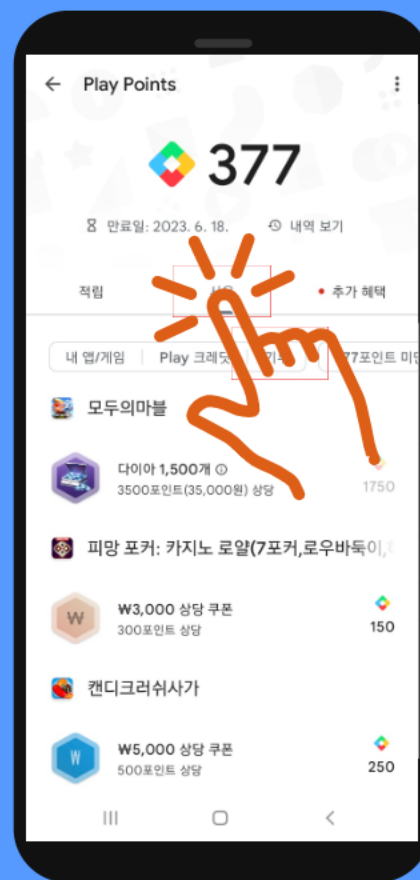 Play Points
377
만료일: 2023. 6. 18. 내역 보기
적립 추가 혜택
내 앱/게임 Play 크레딧 77포인트 미만
모두의마블
다이아 1,500개
3500포인트(35,000원) 상당
1750
피망 포커: 카지노 로얄(7포커,로우바둑이,
₩3,000 상당 쿠폰
300포인트 상당
150
캔디크러쉬사가
W
₩5,000 상당 쿠폰
500포인트 상당
250